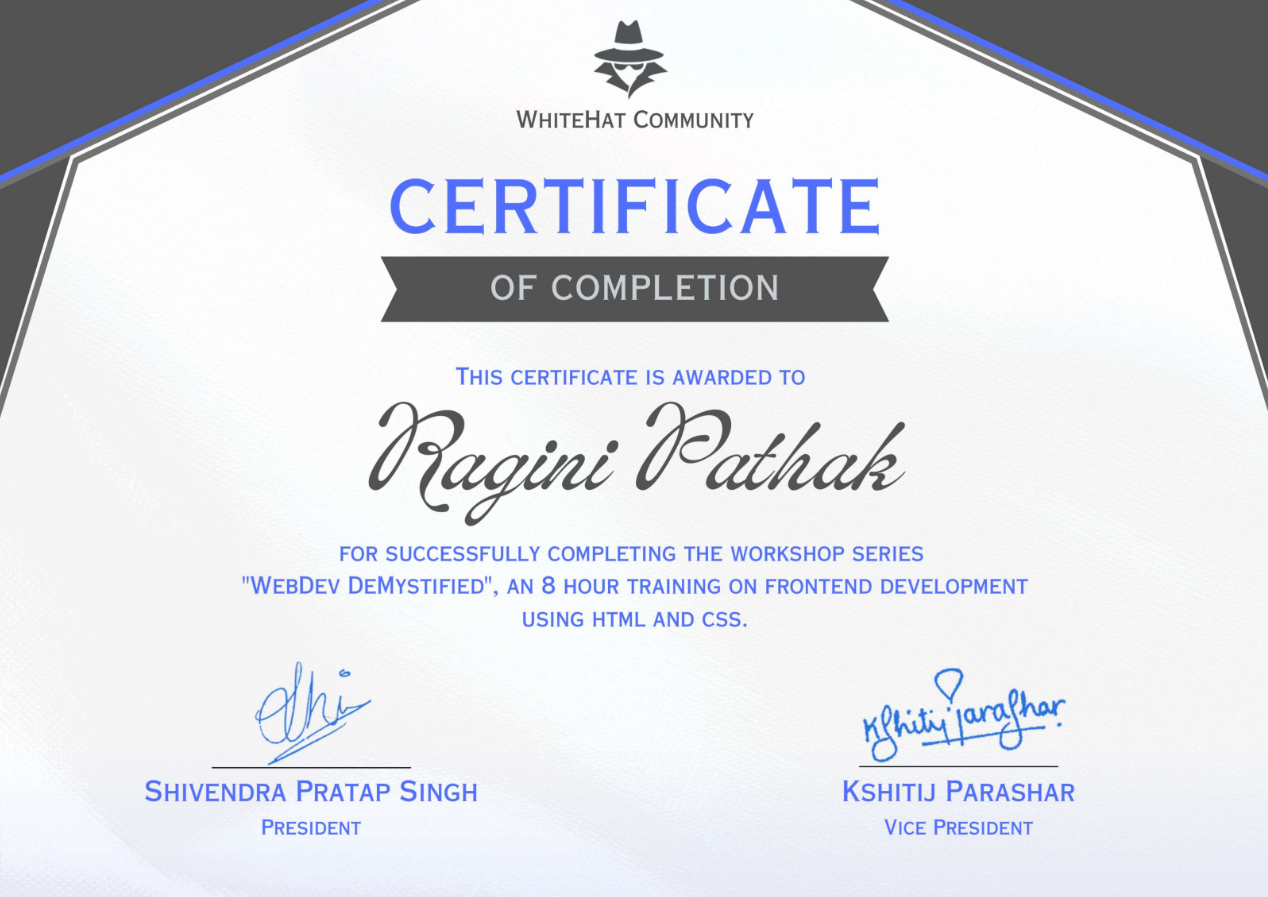 WhiteHat Community
CERTIFICATE
OF COMPLETION
This certificate is awarded to
Ragini Pathak
for successfully completing the workshop series
"WebDev DeMystified", an 8 hour training on frontend development
using html and css.
Shi
Kshitij Parashar
Shivendra Pratap Singh
Kshitij Parashar
President
Vice President